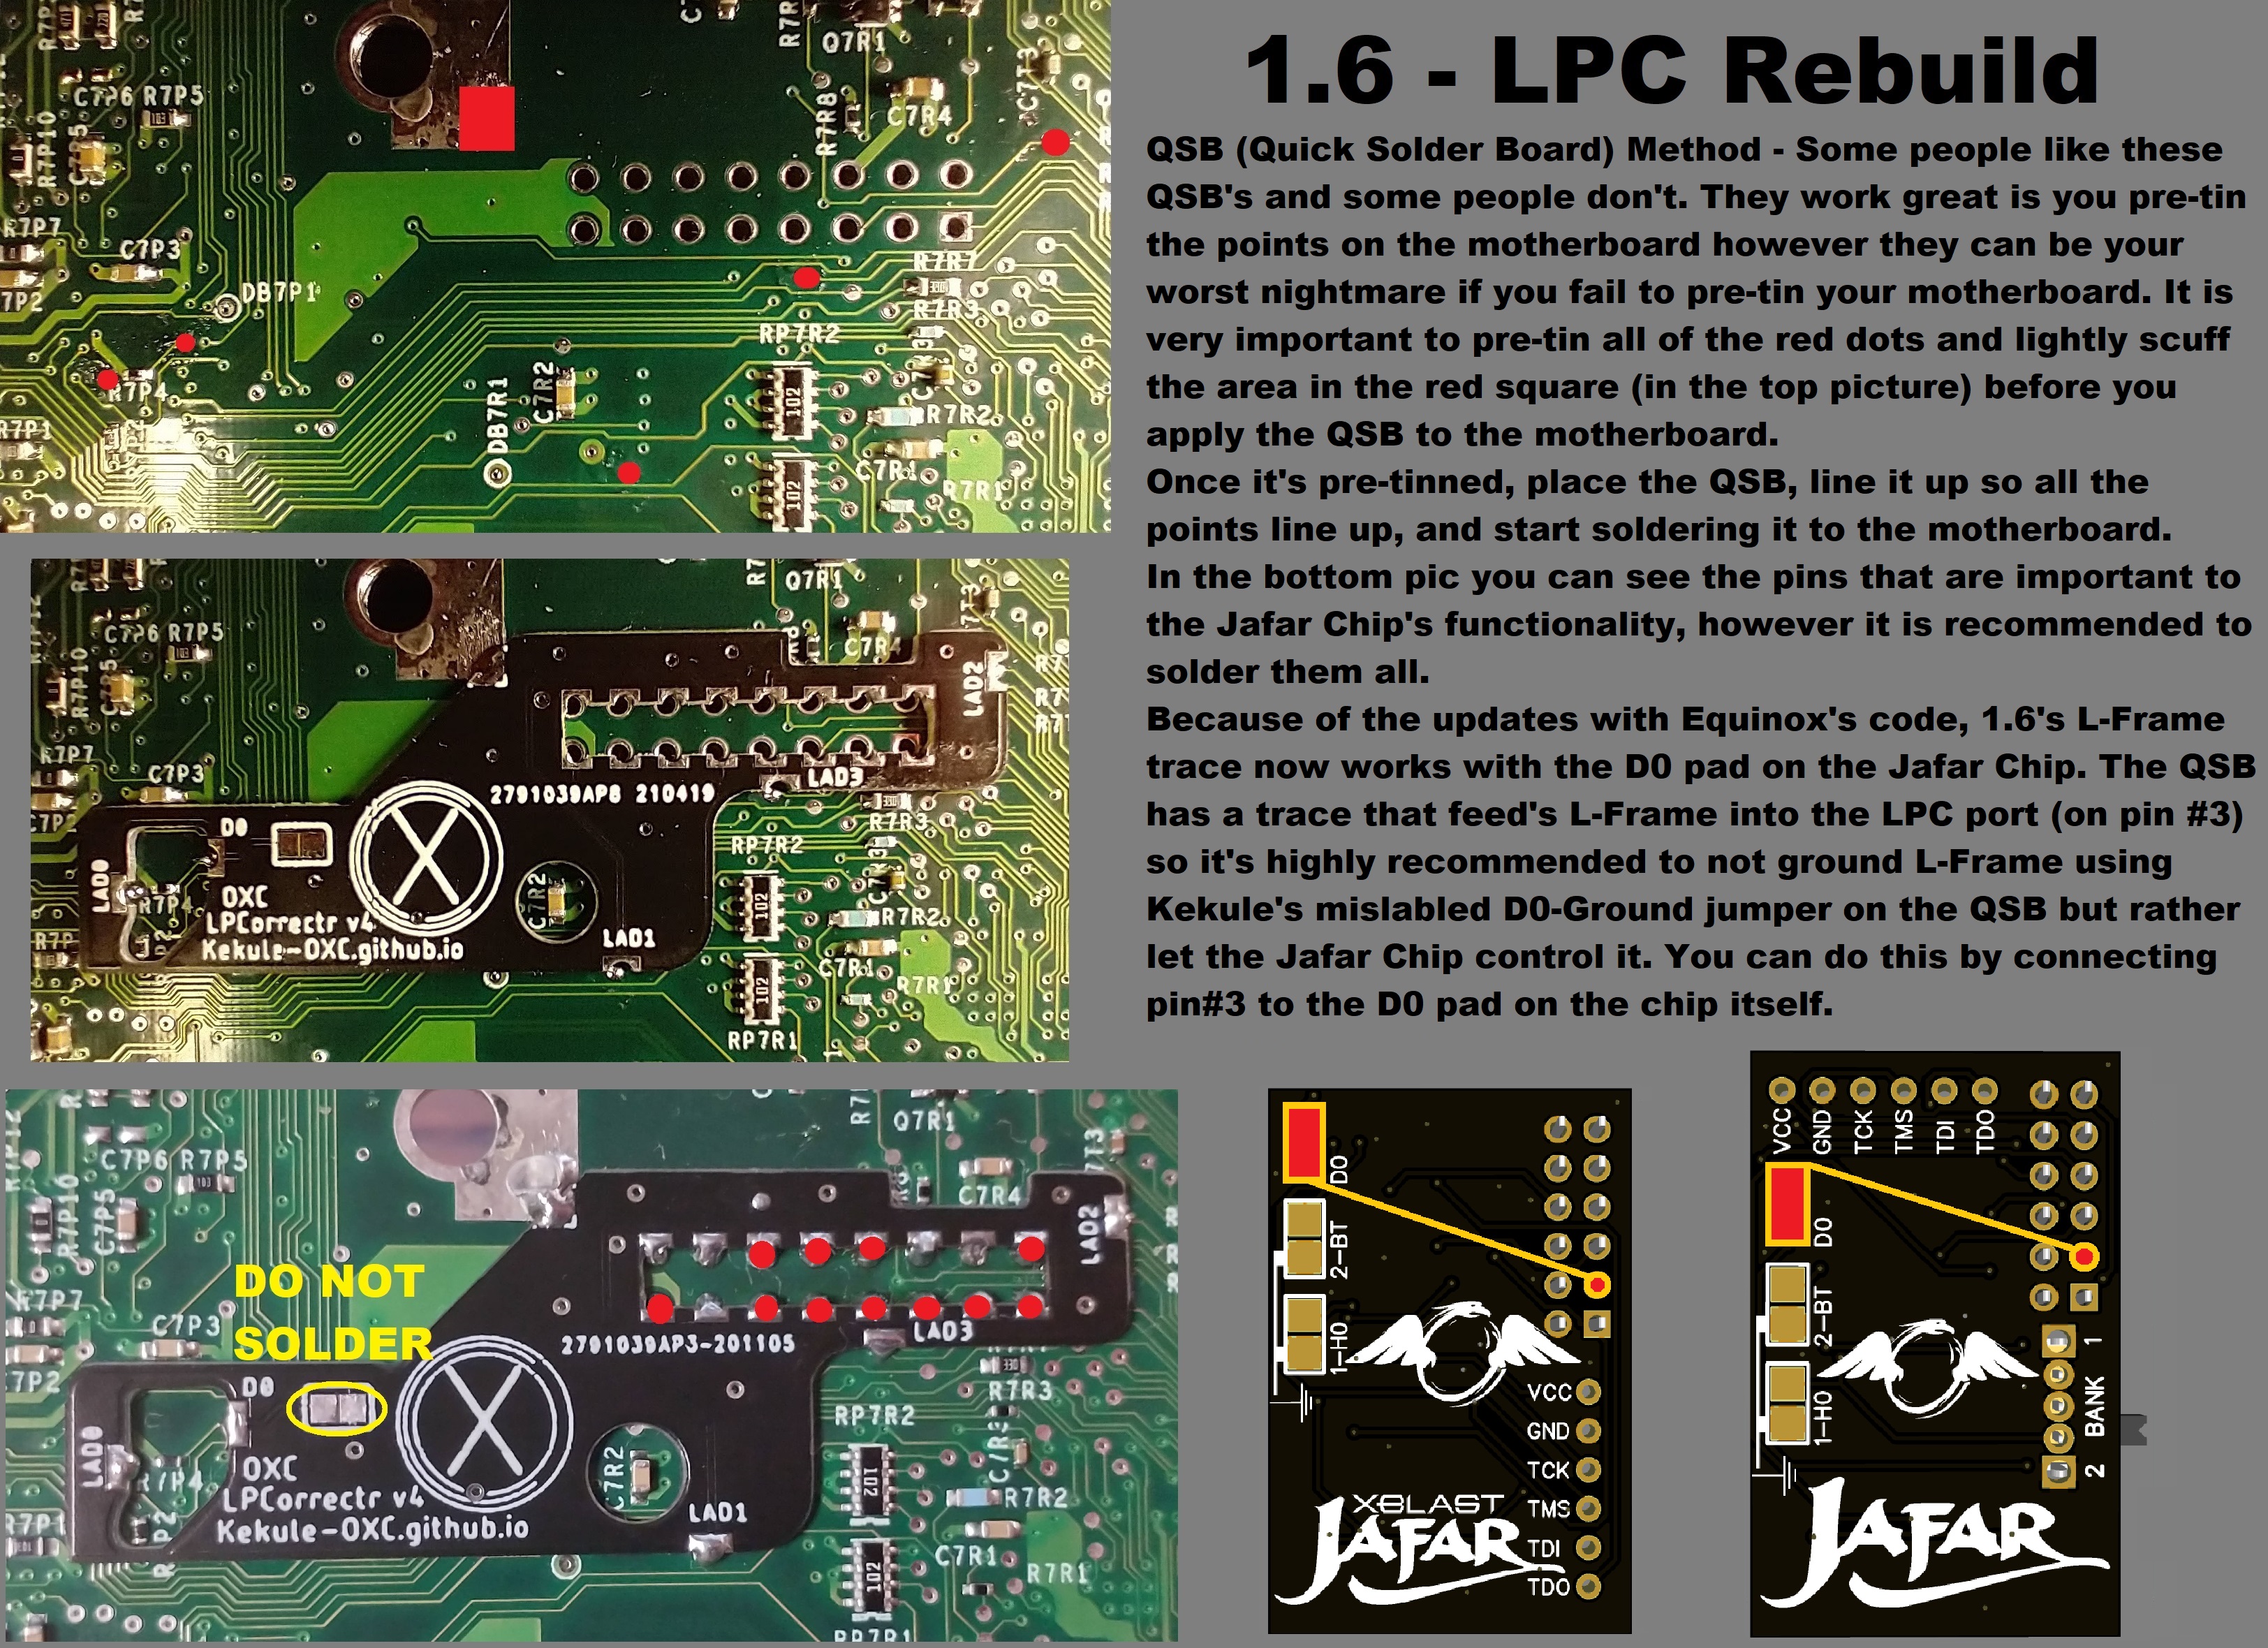 1.6 - LPC Rebuild
QSB (Quick Solder Board) Method - Some people like these
QSB's and some people don't. They work great is you pre-tin
the points on the motherboard however they can be your
worst nightmare if you fail to pre-tin your motherboard. It is
very important to pre-tin all of the red dots and lightly scuff
the area in the red square (in the top picture) before you
apply the QSB to the motherboard.
Once it's pre-tinned, place the QSB, line it up so all the
points line up, and start soldering it to the motherboard.
In the bottom pic you can see the pins that are important to
the Jafar Chip's functionality, however it is recommended to
solder them all.
Because of the updates with Equinox's code, 1.6's L-Frame
trace now works with the D0 pad on the Jafar Chip. The QSB
has a trace that feed's L-Frame into the LPC port (on pin #3)
so it's highly recommended to not ground L-Frame using
Kekule's mislabled D0-Ground jumper on the QSB but rather
let the Jafar Chip control it. You can do this by connecting
pin#3 to the D0 pad on the chip itself.
Q7R1
C7P6 R7P5
R7P10
C7P5
103
R7R8
C7R4
C7T3
R7P7
C7P3
7P2
DB7P1
R7R7
R7R3
RP7R2
R7P4
C7R2
DB7R1
102
R7R2
R7P1
C7R1
R7R1
102
Q7R1
C7P6 R7P5
R7P10
C7P5
C7R4
7T3
LAD2
R7P7
C7P3
LAD3
2791039AP8 210419
R7R3
C7P2
D0
RP7R2
LAD0
R7P4
OXC
LPCorrectr v4
Kekule-OXC.github.io
C7R2
102
R7R2
LAD1
C7R1
R7R1
102
RP7R1
Q7R1
C7P6 R7P5
R7P10
C7P5
103
C7R4
7T3
LAD2
DO NOT
SOLDER
R7P7
C7P3
LAD3
2791039AP3-201105
R7R3
7P2
D0
RP7R2
LAD0
R7P4
OXC
LPCorrectr v4
Kekule-OXC.github.io
C7R2
102
R7R2
LAD1
C7R1
R7R1
R7P1
102
RP7R1
D0
2-BT
1-H0
VCC
GND
TCK
TMS
TDI
TDO
XBLAST
JAFAR
VCC
GND
TCK
TMS
TDI
TDO
D0
2-BT
1-H0
1
BANK
2
JAFAR